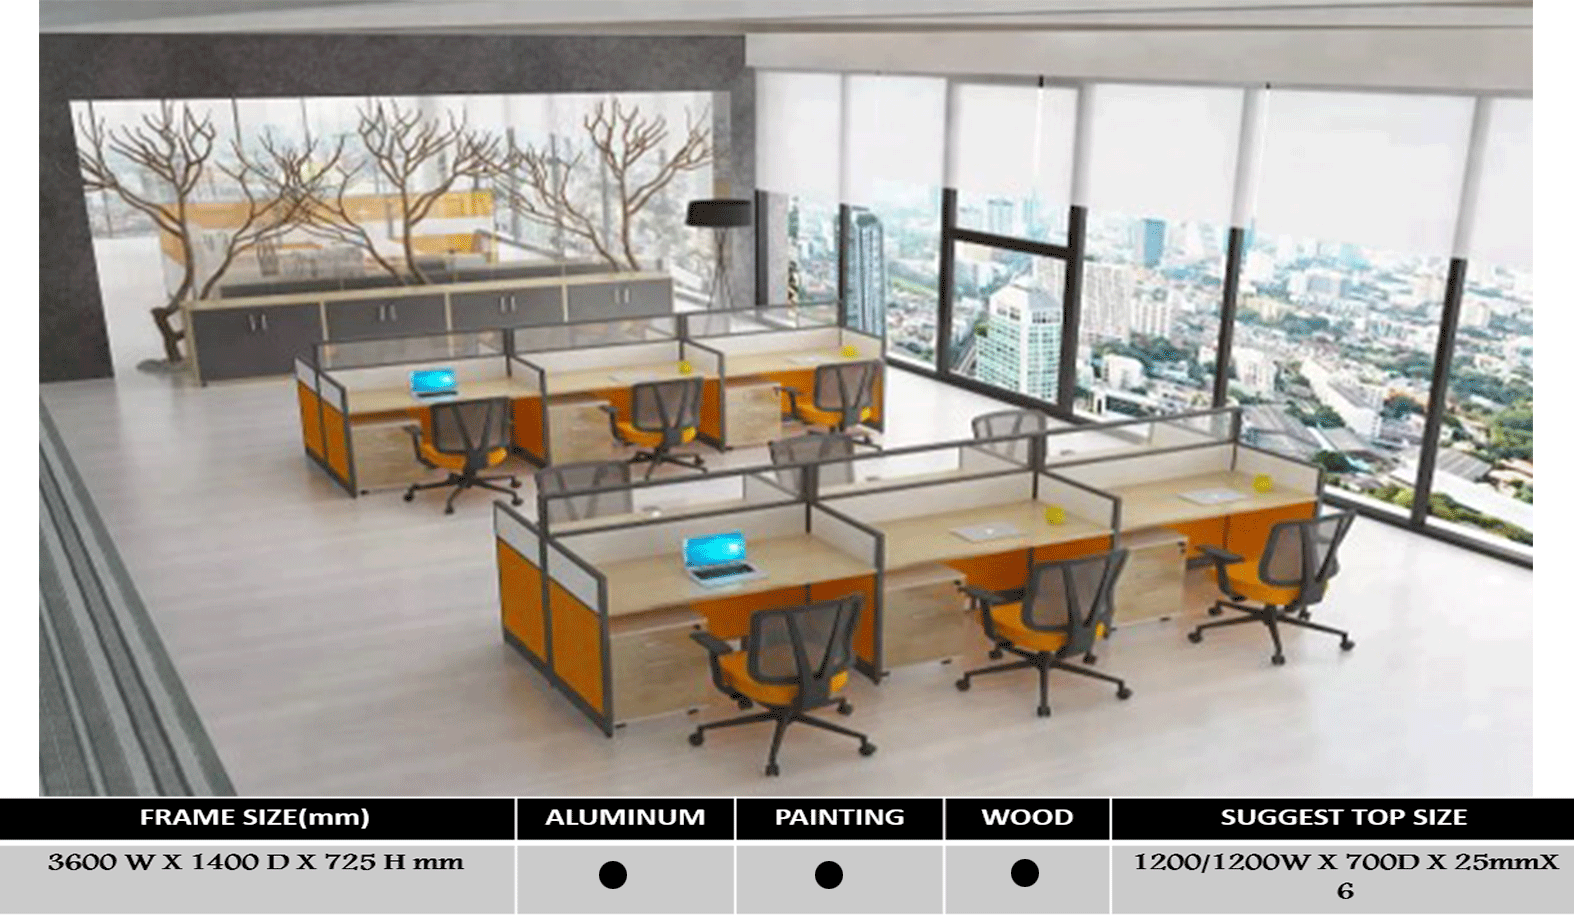 FRAME SIZE(mm) ALUMINUM PAINTING WOOD SUGGEST TOP SIZE
3600 W X 1400 D X 725 H mm ● ● ● 1200/1200W X 700D X 25mmX
6